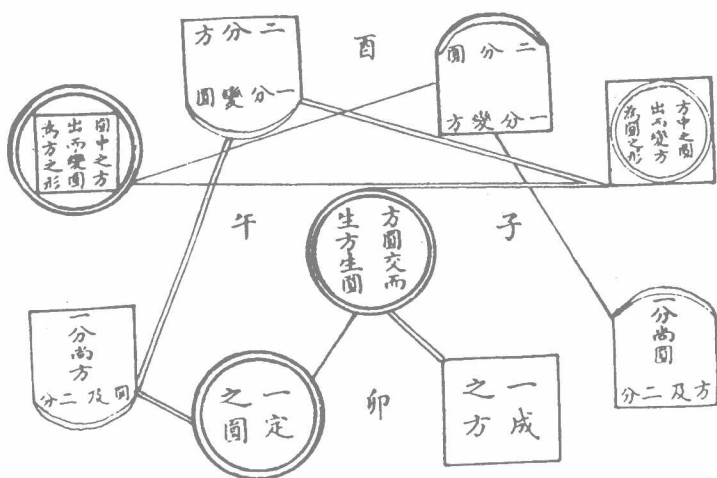 酉
二分圓
一分變方
二分方
一分變圓
方中之圓
出而變方
為圓之形
圓中之方
出而變圓
為方之形
子
午
方圓交而
生方生圓
一分尚圓
方及二分
一成
之方
卯
一定
之圓
一分尚方
圓及二分